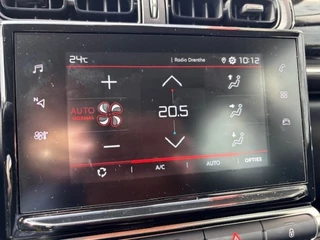 24°C
Radio Drenthe
10:12
+
AUTO
20.5
−
A/C
AUTO
OPTIES